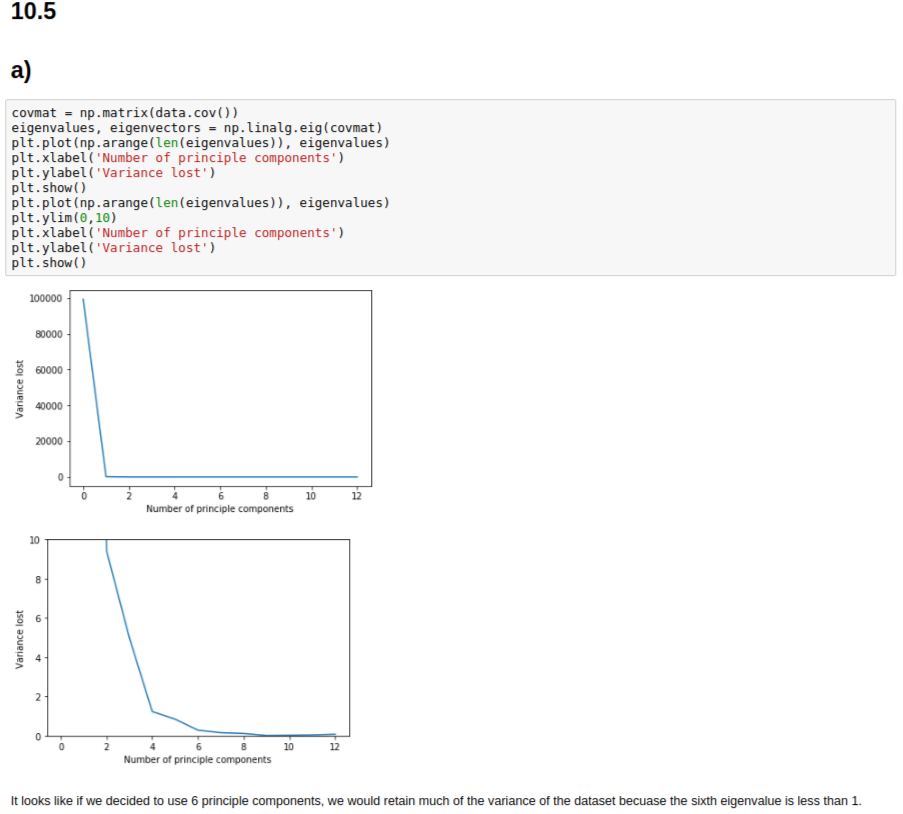 10.5
a)
covmat = np.matrix(data.cov())
eigenvalues, eigenvectors = np.linalg.eig(covmat)
plt.plot(np.arange(len(eigenvalues)), eigenvalues)
plt.xlabel('Number of principle components')
plt.ylabel('Variance lost')
plt.show()
plt.plot(np.arange(len(eigenvalues)), eigenvalues)
plt.ylim(0,10)
plt.xlabel('Number of principle components')
plt.ylabel('Variance lost')
plt.show()
100000
80000
60000
40000
20000
0
Variance lost
0 2 4 6 8 10 12
Number of principle components
10
8
6
4
2
0
Variance lost
0 2 4 6 8 10 12
Number of principle components
It looks like if we decided to use 6 principle components, we would retain much of the variance of the dataset becuase the sixth eigenvalue is less than 1.